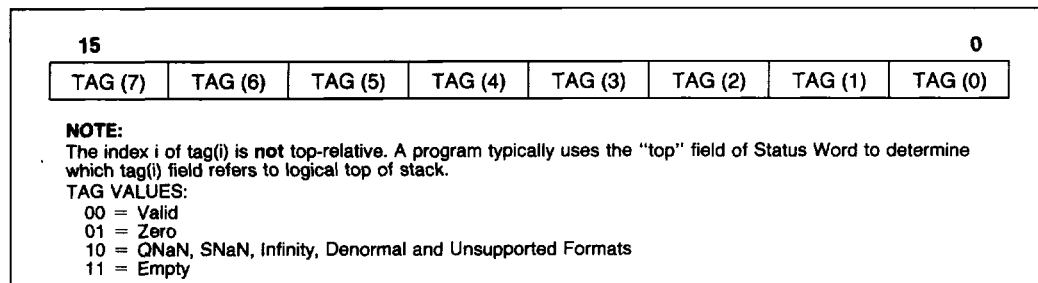 15 0
TAG (7) TAG (6) TAG (5) TAG (4) TAG (3) TAG (2) TAG (1) TAG (0)
NOTE:
The index i of tag(i) is not top-relative. A program typically uses the “top” field of Status Word to determine
which tag(i) field refers to logical top of stack.
TAG VALUES:
00 = Valid
01 = Zero
10 = QNaN, SNaN, Infinity, Denormal and Unsupported Formats
11 = Empty